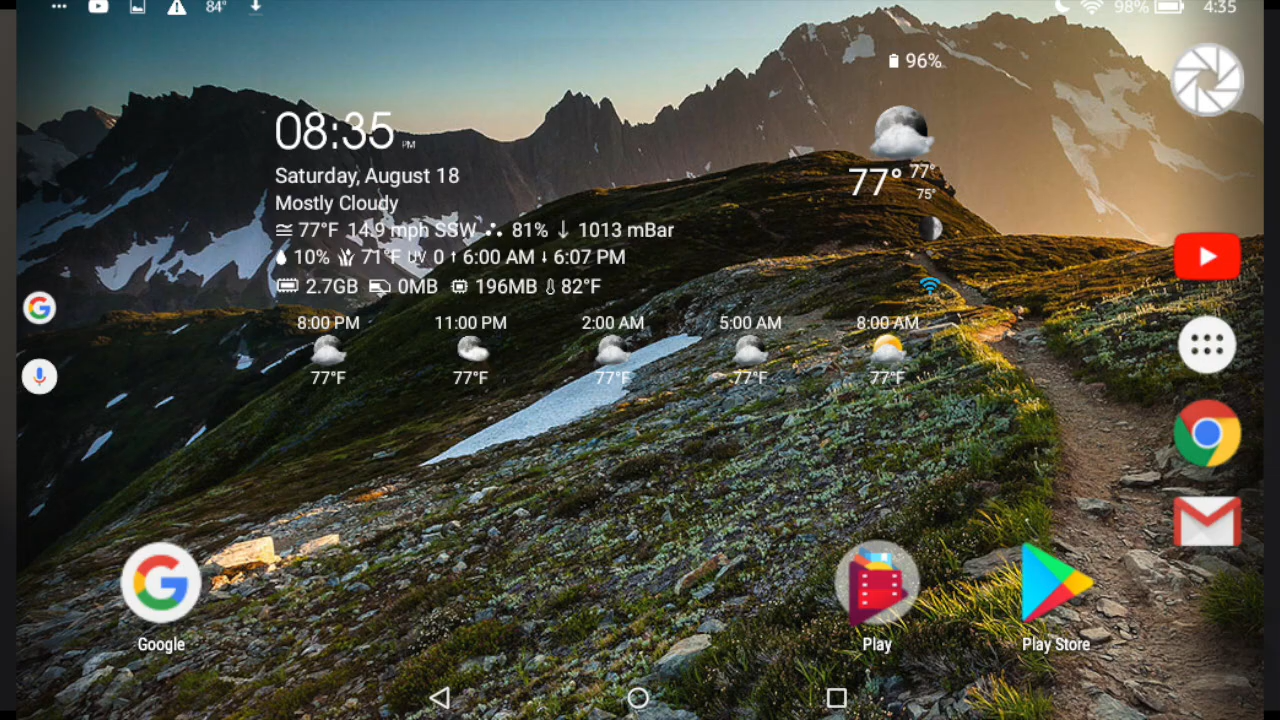 84°
98% 4:35
96%
08:35 PM
Saturday, August 18
Mostly Cloudy
77°F 14.9 mph SSW 81% ↓ 1013 mBar
10% 71°F UV 0 ↑ 6:00 AM ↓ 6:07 PM
2.7GB 0MB 196MB 82°F
77° 77°
75°
8:00 PM 11:00 PM 2:00 AM 5:00 AM 8:00 AM
77°F 77°F 77°F 77°F 77°F
Google
Play
Play Store